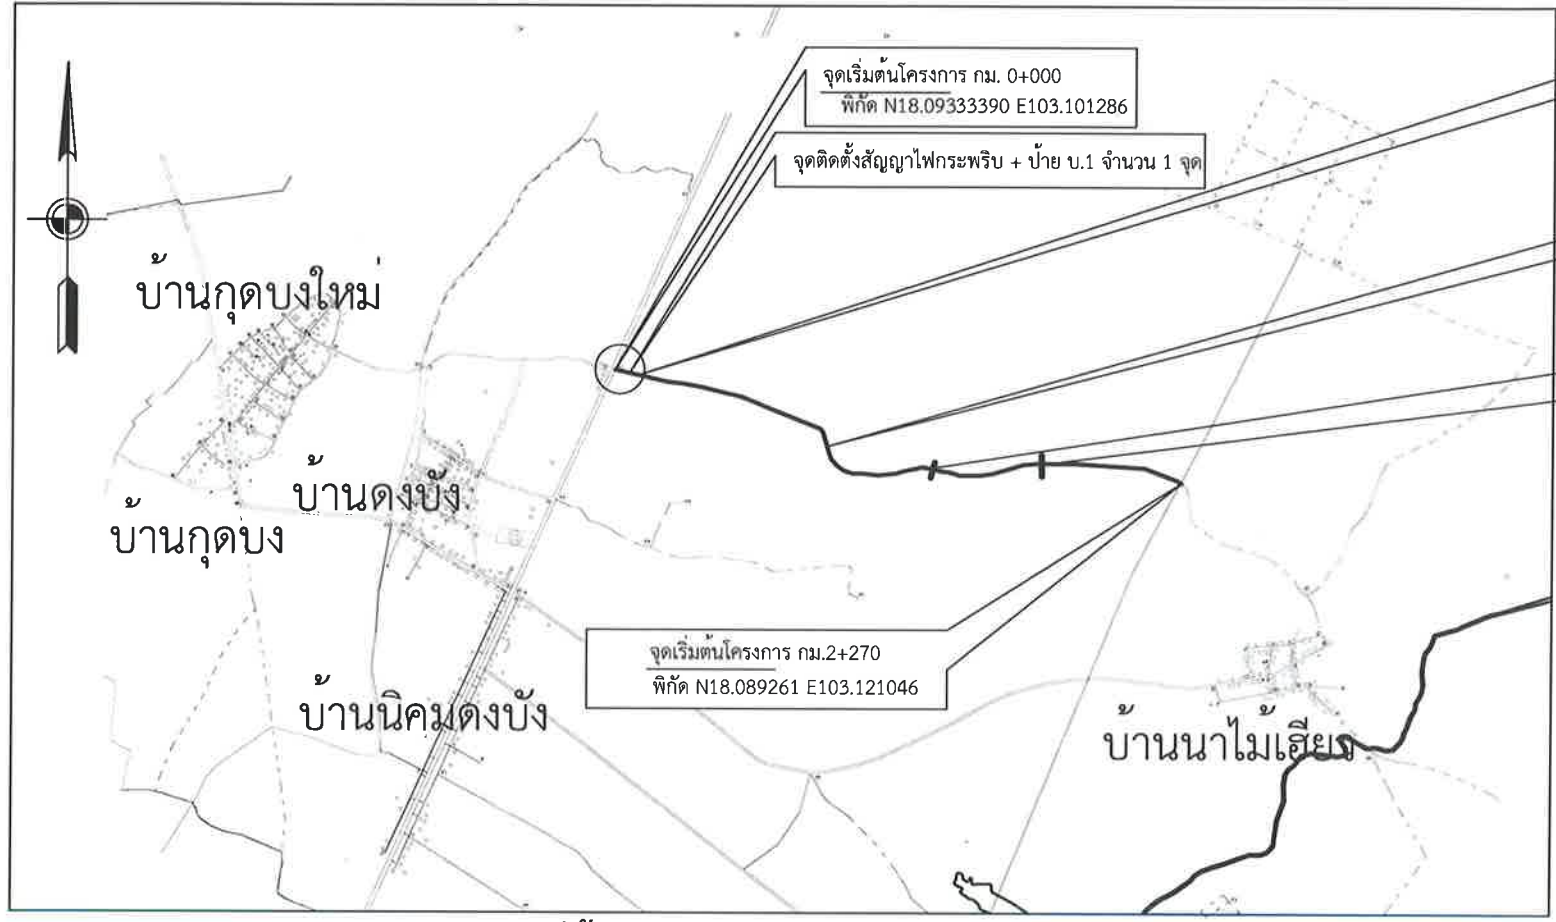 จุดเริ่มต้นโครงการ กม. 0+000
พิกัด N18.09333390 E103.101286
จุดติดตั้งสัญญาไฟกระพริบ + ป้าย บ.1 จำนวน 1 จุด
บ้านกุดบงใหม่
บ้านดงบัง
บ้านกุดบง
จุดเริ่มต้นโครงการ กม.2+270
พิกัด N18.089261 E103.121046
บ้านนิคมดงบัง
บ้านนาไม้เฮียว